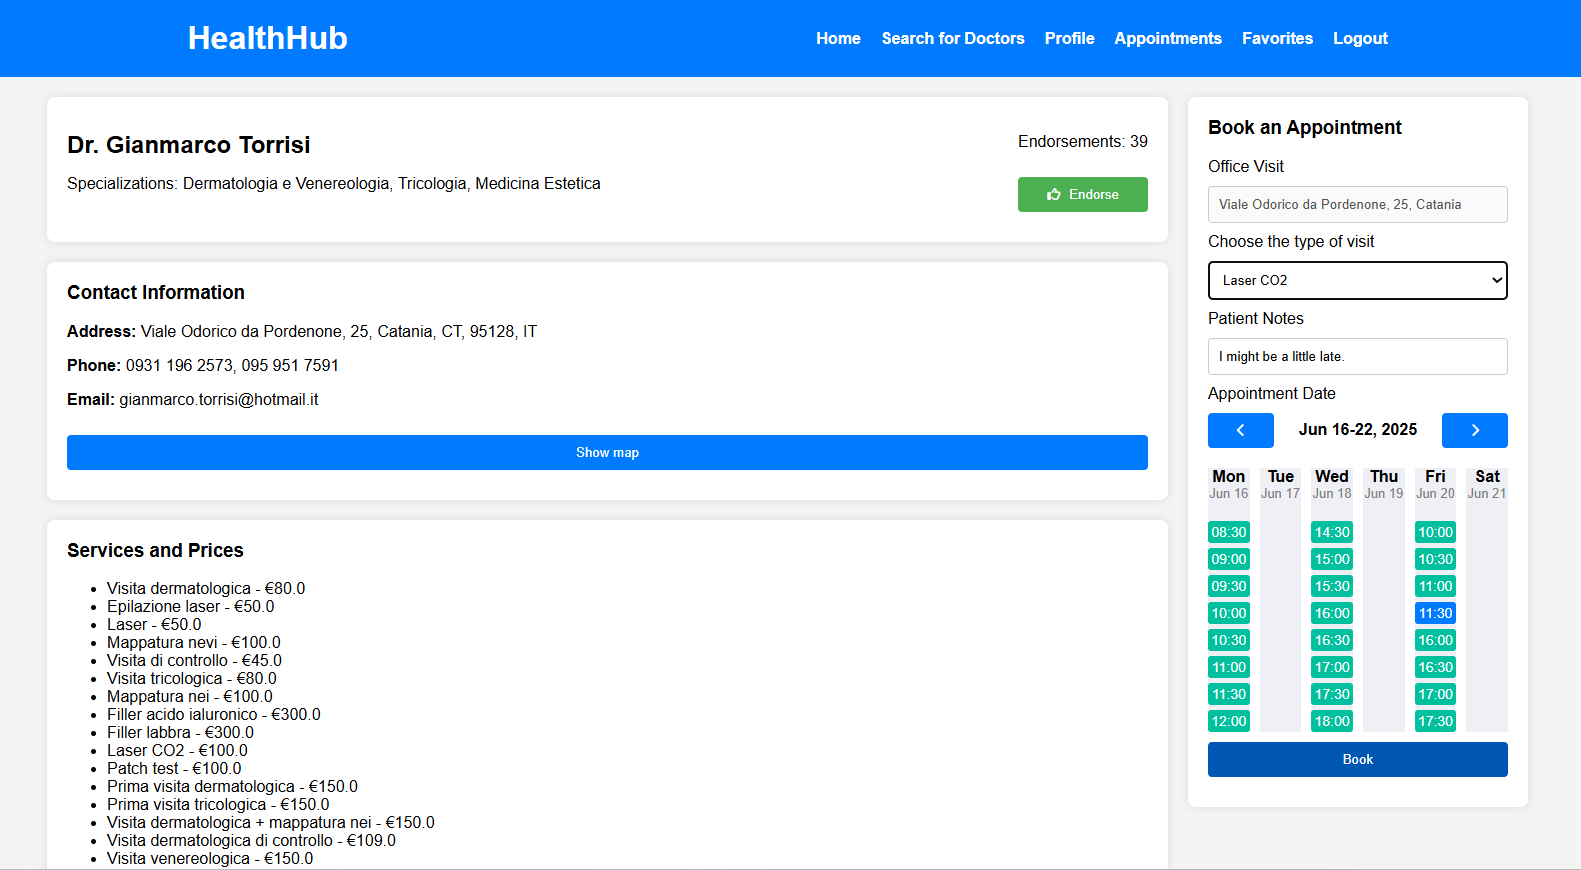 HealthHub
Home Search for Doctors Profile Appointments Favorites Logout
Dr. Gianmarco Torrisi
Specializations: Dermatologia e Venereologia, Tricologia, Medicina Estetica
Endorsements: 39
Endorse
Contact Information
Address: Viale Odorico da Pordenone, 25, Catania, CT, 95128, IT
Phone: 0931 196 2573, 095 951 7591
Email: gianmarco.torrisi@hotmail.it
Show map
Services and Prices
Visita dermatologica - €80.0
Epilazione laser - €50.0
Laser - €50.0
Mappatura nevi - €100.0
Visita di controllo - €45.0
Visita tricologica - €80.0
Mappatura nei - €100.0
Filler acido ialuronico - €300.0
Filler labbra - €300.0
Laser CO2 - €100.0
Patch test - €100.0
Prima visita dermatologica - €150.0
Prima visita tricologica - €150.0
Visita dermatologica + mappatura nei - €150.0
Visita dermatologica di controllo - €109.0
Visita venereologica - €150.0
Book an Appointment
Office Visit
Viale Odorico da Pordenone, 25, Catania
Choose the type of visit
Laser CO2
Patient Notes
I might be a little late.
Appointment Date
Jun 16-22, 2025
Mon Tue Wed Thu Fri Sat
Jun 16 Jun 17 Jun 18 Jun 19 Jun 20 Jun 21
08:30 14:30 10:00
09:00 15:00 10:30
09:30 15:30 11:00
10:00 16:00 11:30
10:30 16:30 16:00
11:00 17:00 16:30
11:30 17:30 17:00
12:00 18:00 17:30
Book